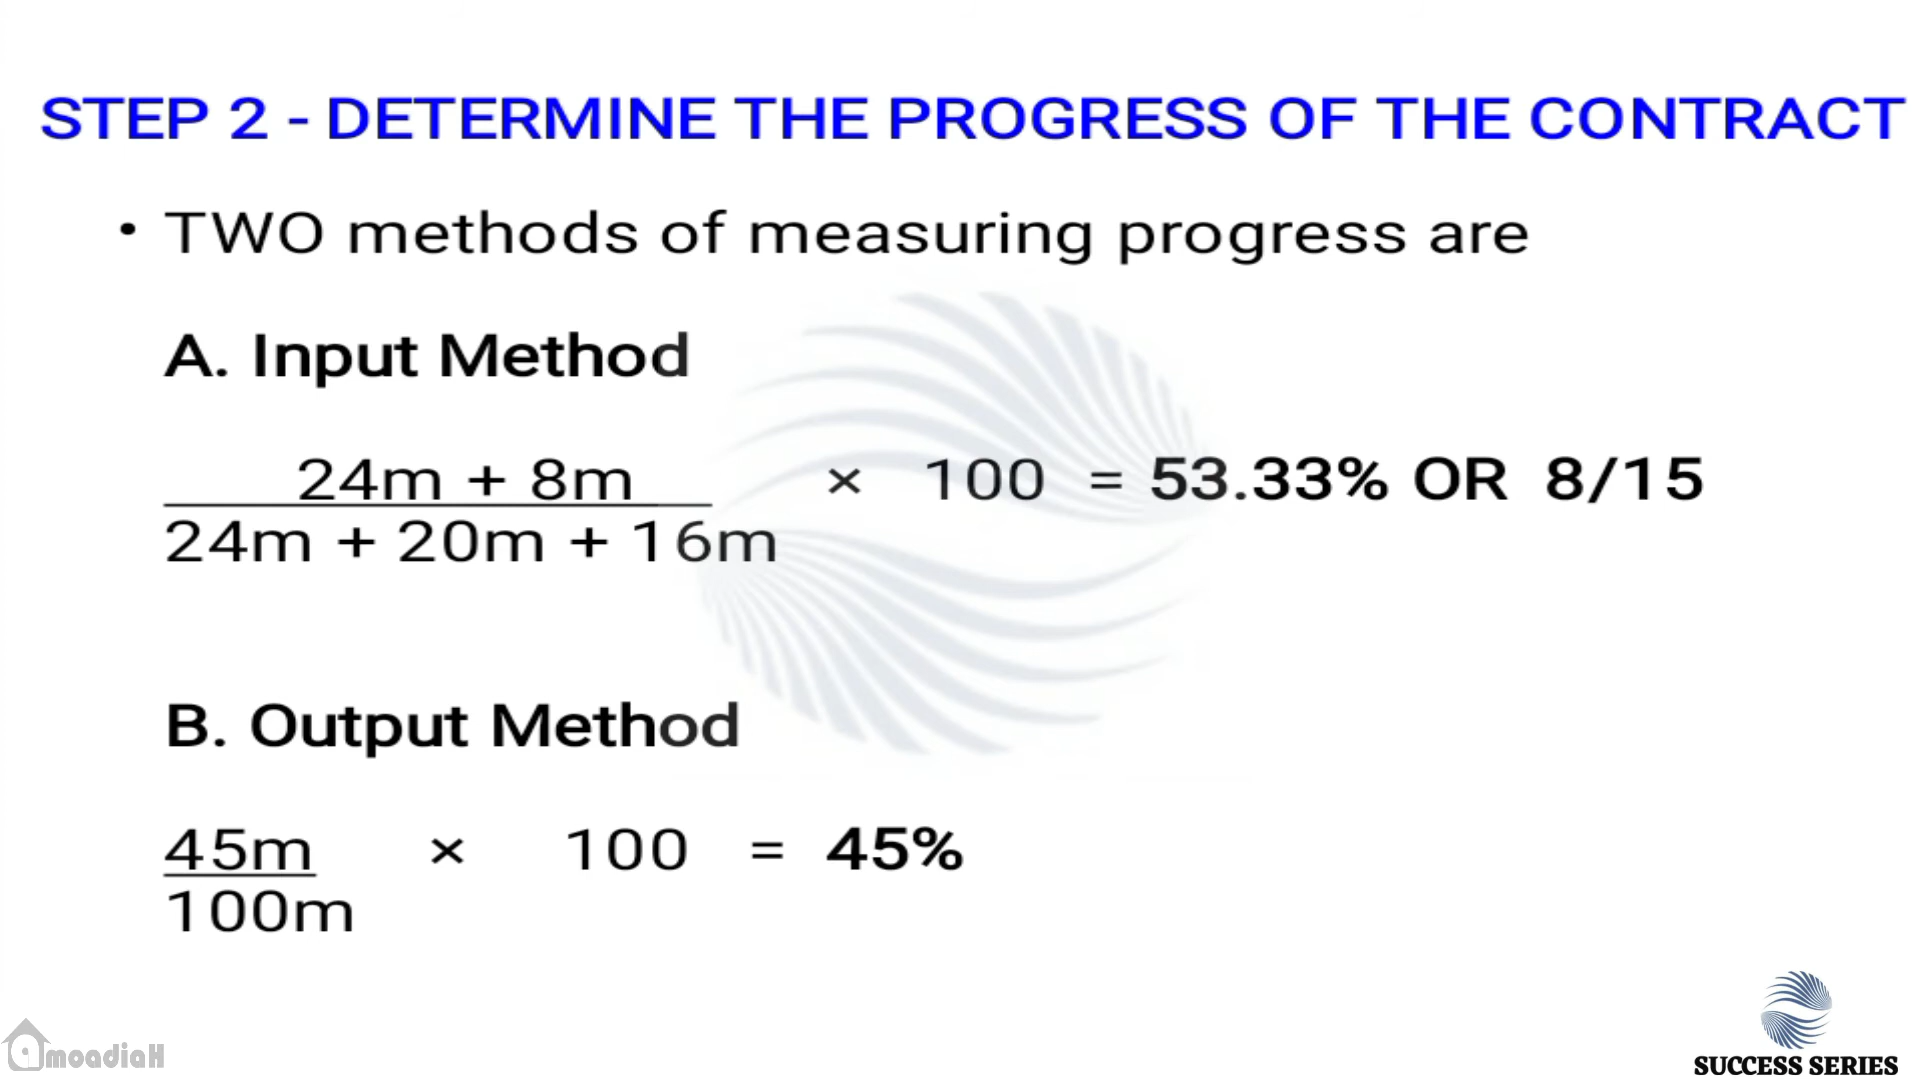 STEP 2 - DETERMINE THE PROGRESS OF THE CONTRACT
• TWO methods of measuring progress are
A. Input Method
24m + 8m × 100 = 53.33% OR 8/15
24m + 20m + 16m
B. Output Method
45m × 100 = 45%
100m
amoadiaH
SUCCESS SERIES